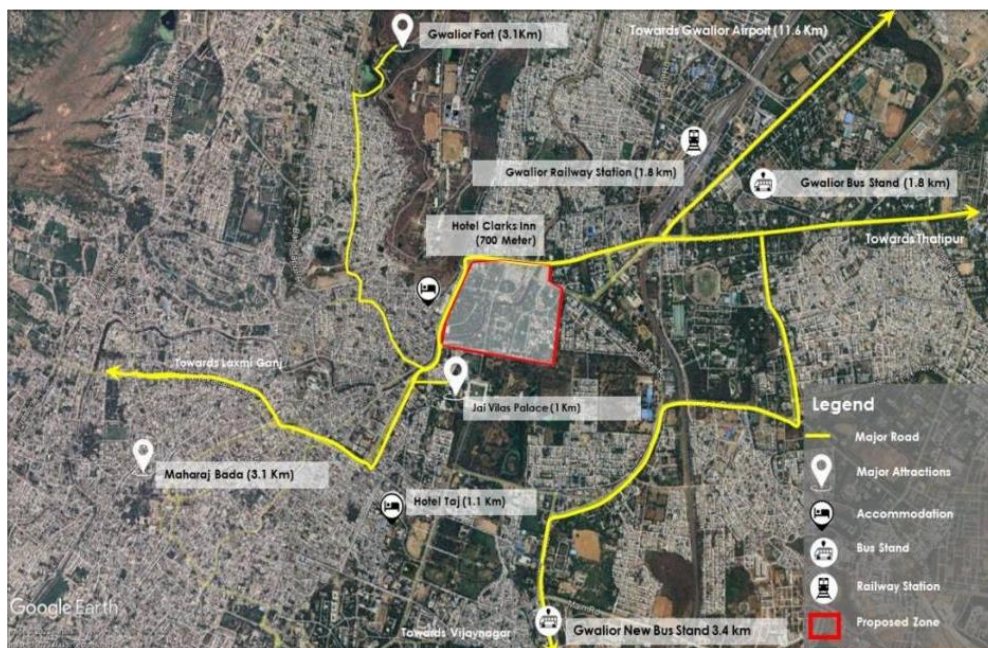 Gwalior Fort (3.1Km)
Towards Gwalior Airport (11.6 Km)
Gwalior Railway Station (1.8 km)
Gwalior Bus Stand (1.8 km)
Hotel Clarks Inn
(700 Meter)
Towards Thatipur
Towards Laxmi Ganj
Jai Vilas Palace (1 Km)
Maharaj Bada (3.1 Km)
Hotel Taj (1.1 Km)
Legend
Major Road
Major Attractions
Accommodation
Bus Stand
Railway Station
Proposed Zone
Google Earth
Towards Vijaynagar
Gwalior New Bus Stand 3.4 km